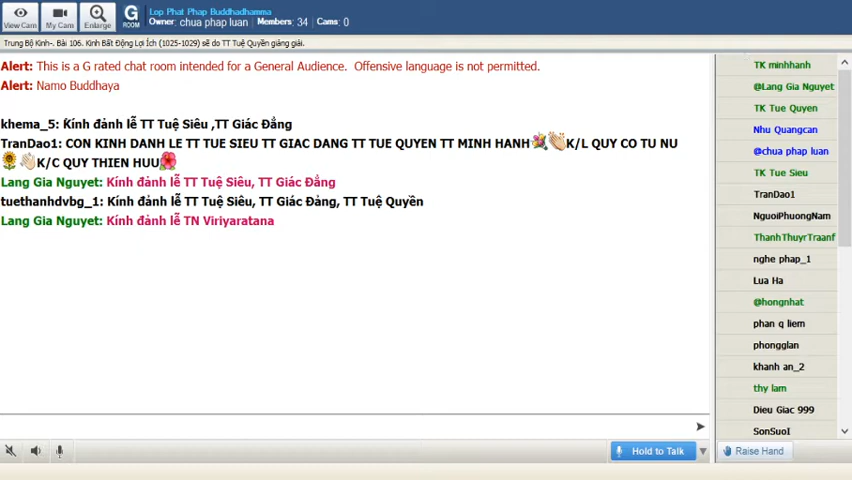 View Cam
My Cam
Enlarge
G
ROOM
Lop Phat Phap Buddhadhamma
Owner: chua phap luan Members: 34 Cams: 0
Trung Bộ Kinh-. Bài 106. Kinh Bất Động Lợi Ích (1025-1029) sẽ do TT Tuệ Quyền giảng giải.
Alert: This is a G rated chat room intended for a General Audience. Offensive language is not permitted.
Alert: Namo Buddhaya
khema_5: Kính đảnh lễ TT Tuệ Siêu ,TT Giác Đẳng
TranDao1: CON KINH DANH LE TT TUE SIEU TT GIAC DANG TT TUE QUYEN TT MINH HANH K/L QUY CO TU NU
K/C QUY THIEN HUU
Lang Gia Nguyet: Kính đảnh lễ TT Tuệ Siêu, TT Giác Đẳng
tuethanhdvbg_1: Kính đảnh lễ TT Tuệ Siêu, TT Giác Đảng, TT Tuệ Quyền
Lang Gia Nguyet: Kính đảnh lễ TN Viriyaratana
TK minhhanh
@Lang Gia Nguyet
TK Tue Quyen
Nhu Quangcan
@chua phap luan
TK Tue Sieu
TranDao1
NguoiPhuongNam
ThanhThuyrTraanf
nghe phap_1
Lua Ha
@hongnhat
phan q liem
phongglan
khanh an_2
thy lam
Dieu Giac 999
SonSuoI
Hold to Talk
Raise Hand